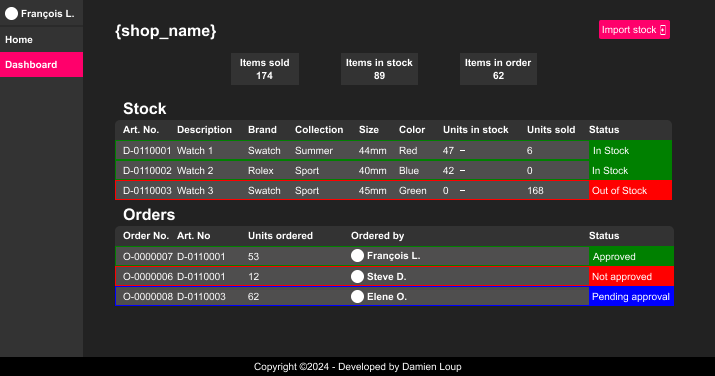 François L.
Home
Dashboard
{shop_name}
Import stock
Items sold
174
Items in stock
89
Items in order
62
Stock
Art. No. Description Brand Collection Size Color Units in stock Units sold Status
D-0110001 Watch 1 Swatch Summer 44mm Red 47 – 6 In Stock
D-0110002 Watch 2 Rolex Sport 40mm Blue 42 – 0 In Stock
D-0110003 Watch 3 Swatch Sport 45mm Green 0 – 168 Out of Stock
Orders
Order No. Art. No Units ordered Ordered by Status
O-0000007 D-0110001 53 François L. Approved
O-0000006 D-0110001 12 Steve D. Not approved
O-0000008 D-0110003 62 Elene O. Pending approval
Copyright ©2024 - Developed by Damien Loup